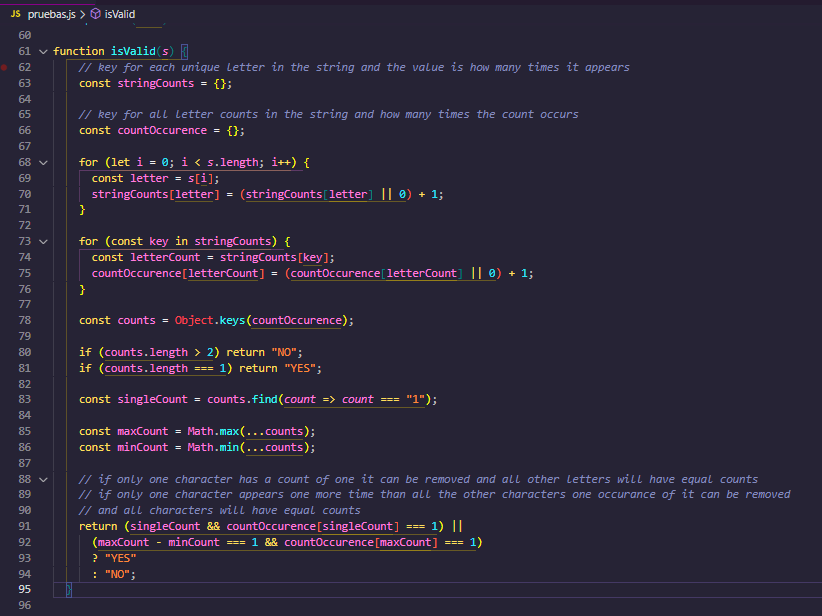 JS pruebas.js > isValid
60
61 function isValid(s) {
62 // key for each unique letter in the string and the value is how many times it appears
63 const stringCounts = {};
64
65 // key for all letter counts in the string and how many times the count occurs
66 const countOccurence = {};
67
68 for (let i = 0; i < s.length; i++) {
69 const letter = s[i];
70 stringCounts[letter] = (stringCounts[letter] || 0) + 1;
71 }
72
73 for (const key in stringCounts) {
74 const letterCount = stringCounts[key];
75 countOccurence[letterCount] = (countOccurence[letterCount] || 0) + 1;
76 }
77
78 const counts = Object.keys(countOccurence);
79
80 if (counts.length > 2) return "NO";
81 if (counts.length === 1) return "YES";
82
83 const singleCount = counts.find(count => count === "1");
84
85 const maxCount = Math.max(...counts);
86 const minCount = Math.min(...counts);
87
88 // if only one character has a count of one it can be removed and all other letters will have equal counts
89 // if only one character appears one more time than all the other characters one occurance of it can be removed
90 // and all characters will have equal counts
91 return (singleCount && countOccurence[singleCount] === 1) ||
92 (maxCount - minCount === 1 && countOccurence[maxCount] === 1)
93 ? "YES"
94 : "NO";
95 }
96